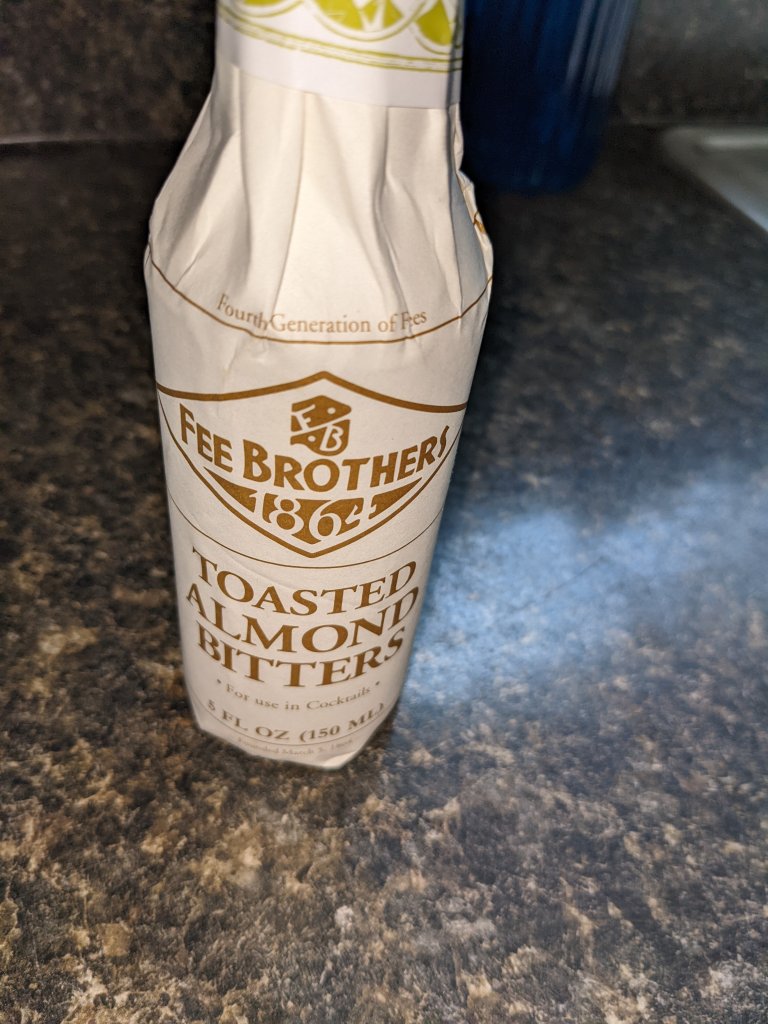 Fourth Generation of Fees
FB
FEE BROTHERS
1864
TOASTED
ALMOND
BITTERS
• For use in Cocktails •
5 FL OZ (150 ML)